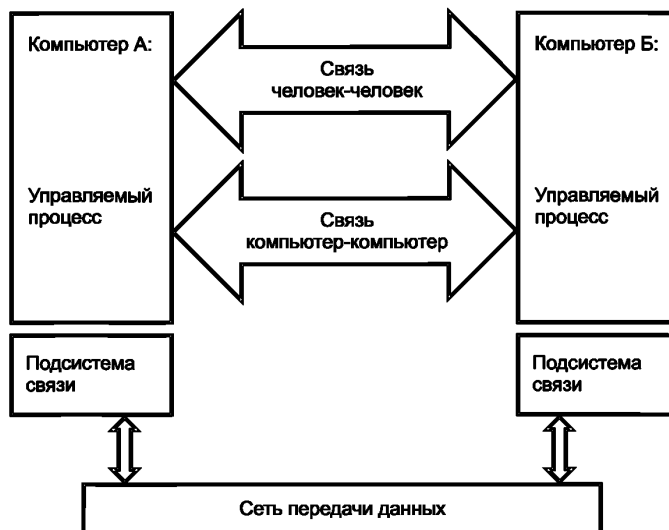 Компьютер А:
Связь
человек-человек
Компьютер Б:
Управляемый
процесс
Связь
компьютер-компьютер
Управляемый
процесс
Подсистема
связи
Подсистема
связи
Сеть передачи данных